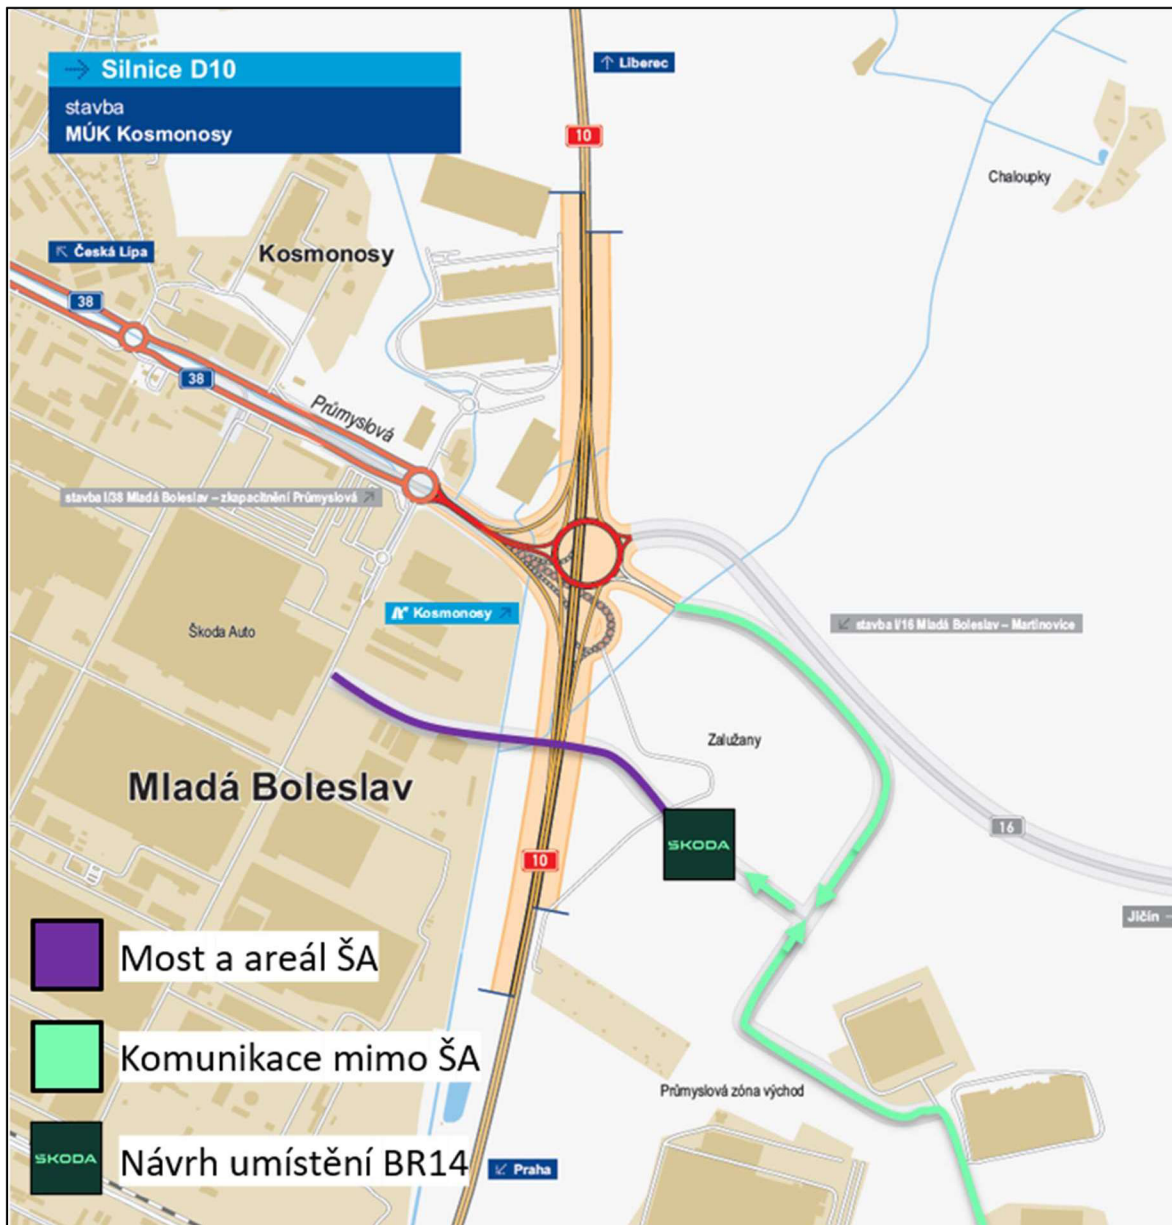 Silnice D10
stavba
MÚK Kosmonosy
Liberec
10
Chaloupky
Česká Lípa
Kosmonosy
38
38
Průmyslová
stavba I/38 Mladá Boleslav – zkapacitnění Průmyslová
Kosmonosy
stavba I/16 Mladá Boleslav – Martinovice
Škoda Auto
Zalužany
Mladá Boleslav
16
ŠKODA
10
Jičín
Most a areál ŠA
Komunikace mimo ŠA
Průmyslová zóna východ
ŠKODA
Návrh umístění BR14
Praha